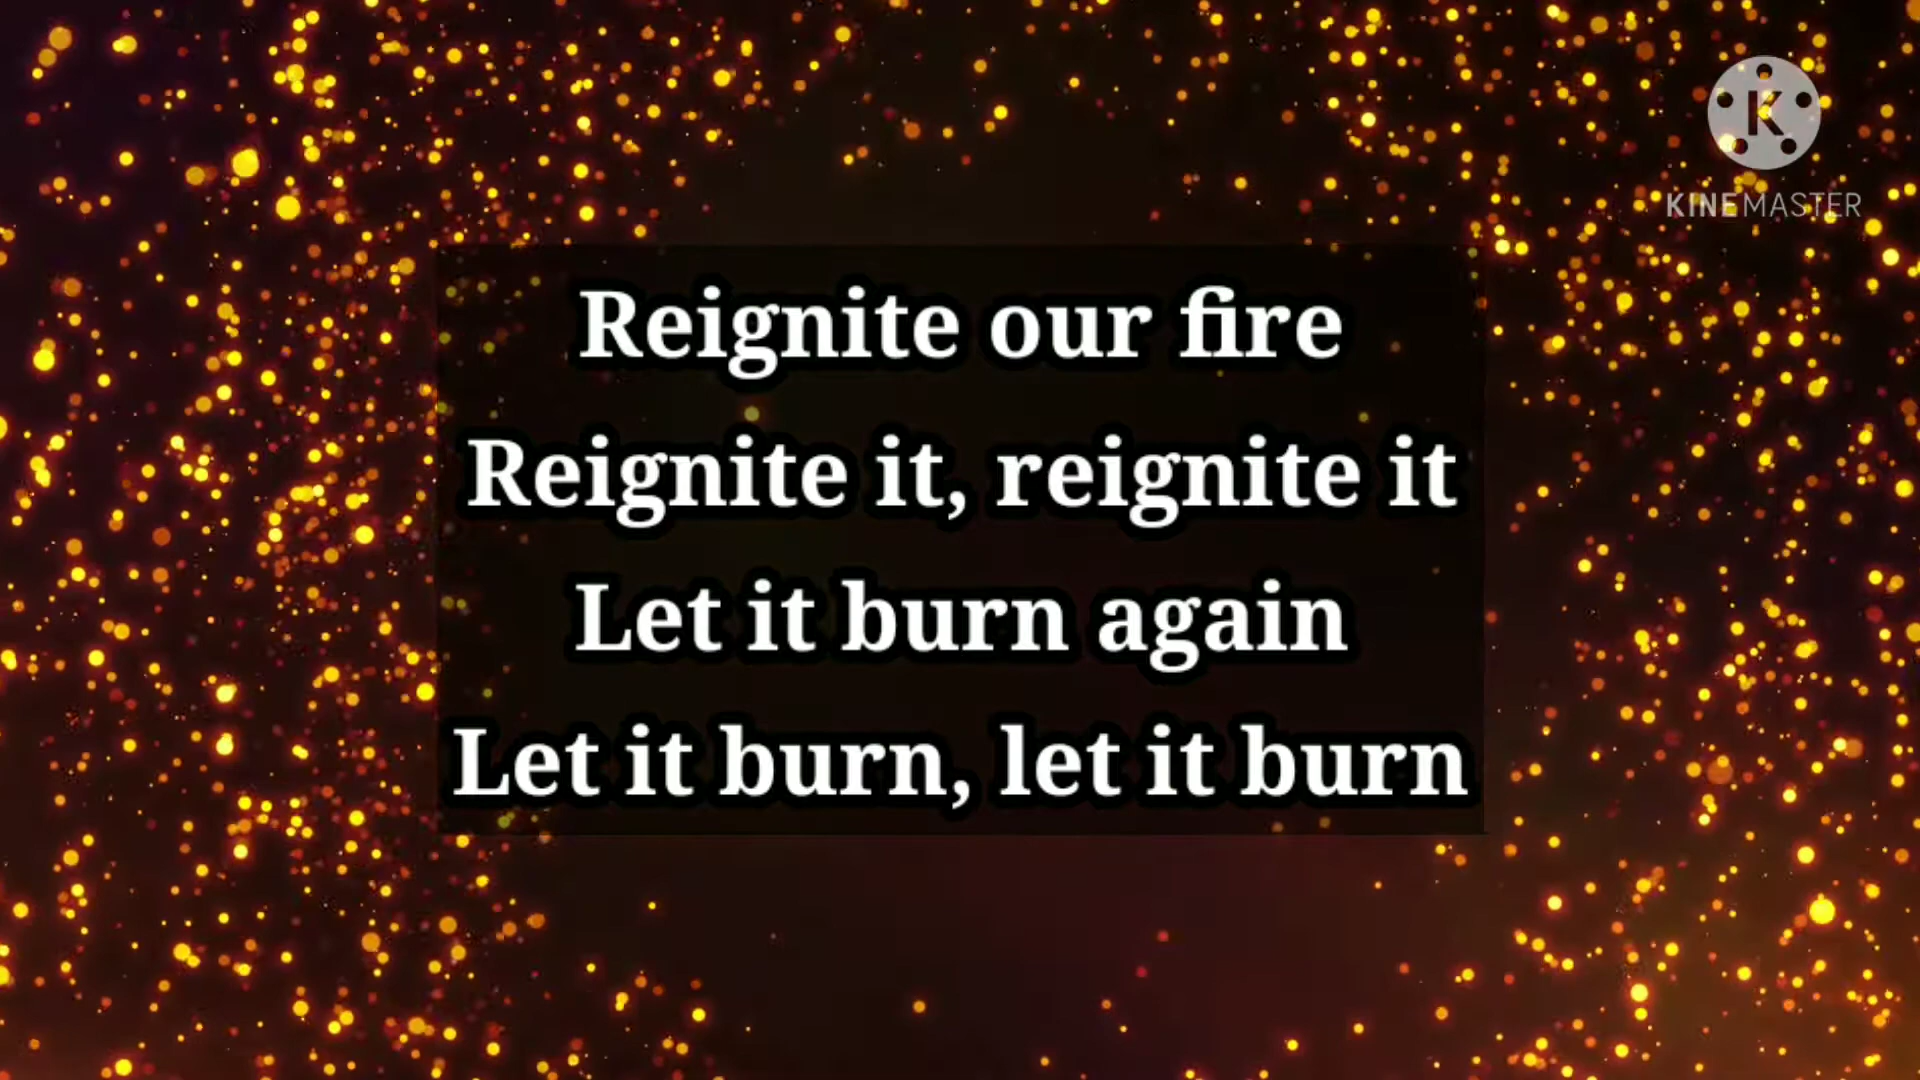 K
KINEMASTER
Reignite our fire
Reignite it, reignite it
Let it burn again
Let it burn, let it burn